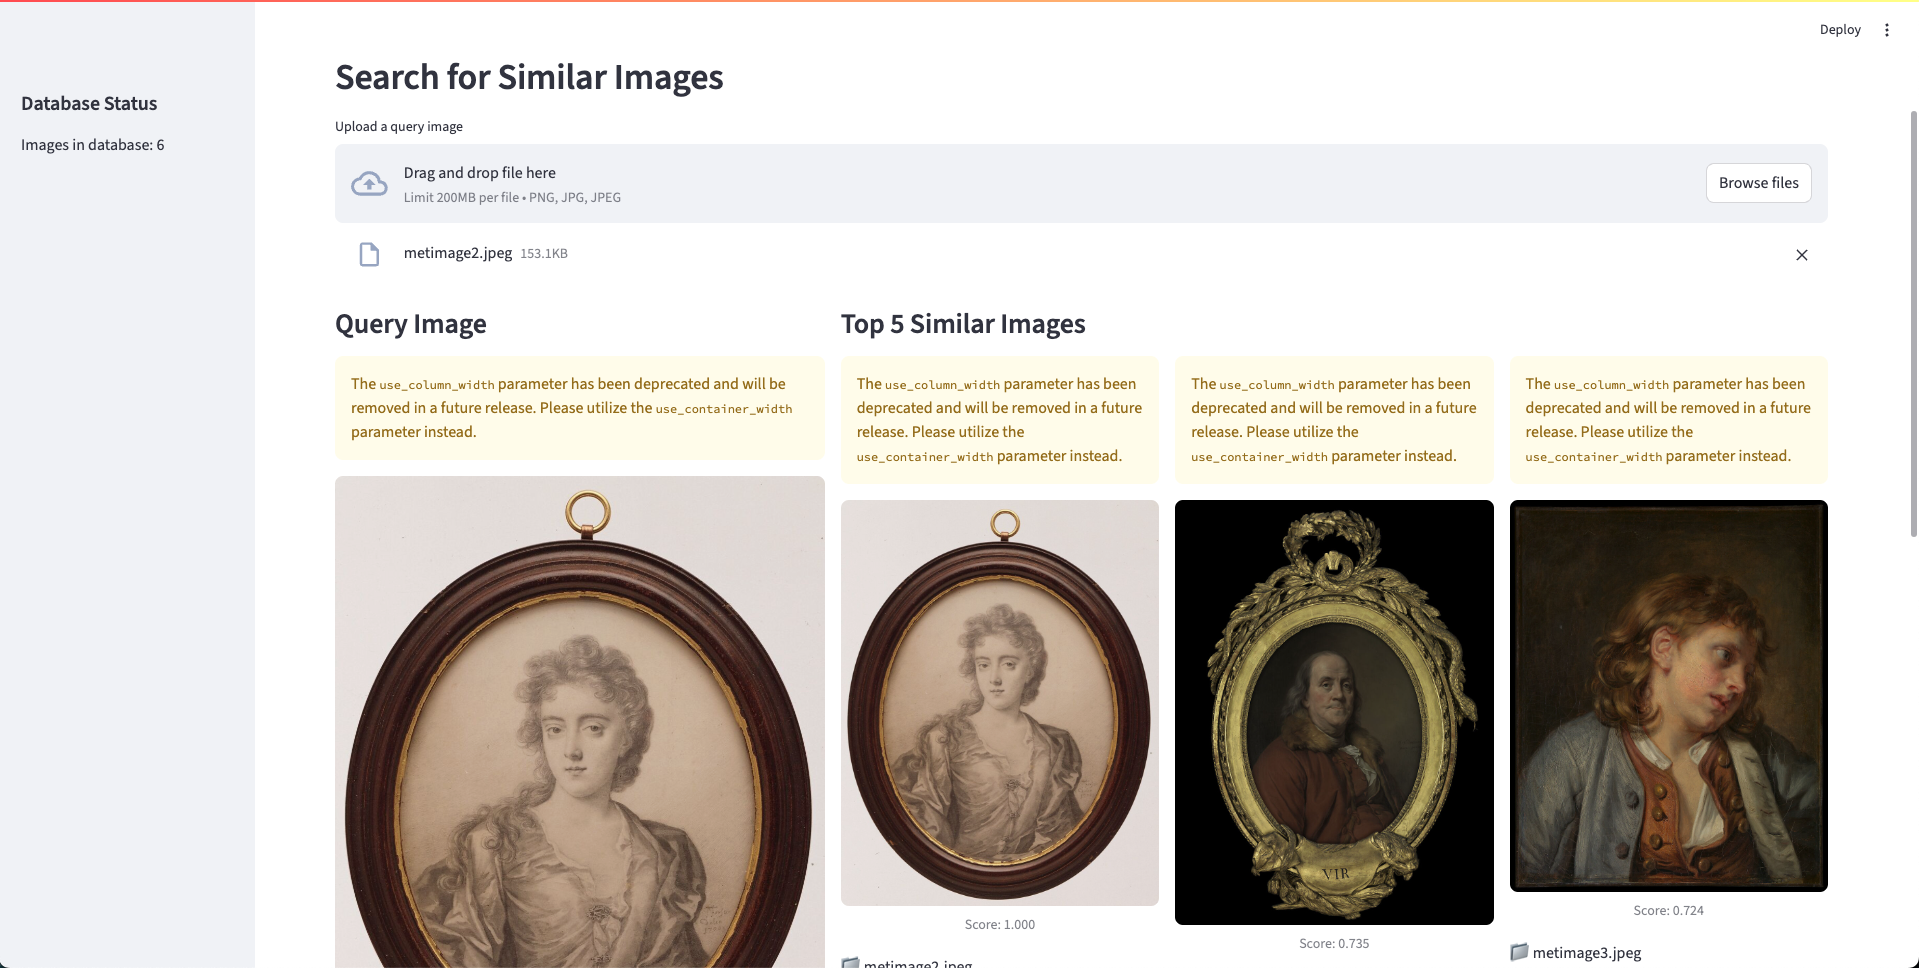 Deploy
Database Status
Images in database: 6
Search for Similar Images
Upload a query image
Drag and drop file here
Limit 200MB per file • PNG, JPG, JPEG
Browse files
metimage2.jpeg 153.1KB
Query Image
The use_column_width parameter has been deprecated and will be
removed in a future release. Please utilize the use_container_width
parameter instead.
Top 5 Similar Images
The use_column_width parameter has been
deprecated and will be removed in a future
release. Please utilize the
use_container_width parameter instead.
Score: 1.000
metimage2.jpeg
The use_column_width parameter has been
deprecated and will be removed in a future
release. Please utilize the
use_container_width parameter instead.
VIR
Score: 0.735
The use_column_width parameter has been
deprecated and will be removed in a future
release. Please utilize the
use_container_width parameter instead.
Score: 0.724
metimage3.jpeg